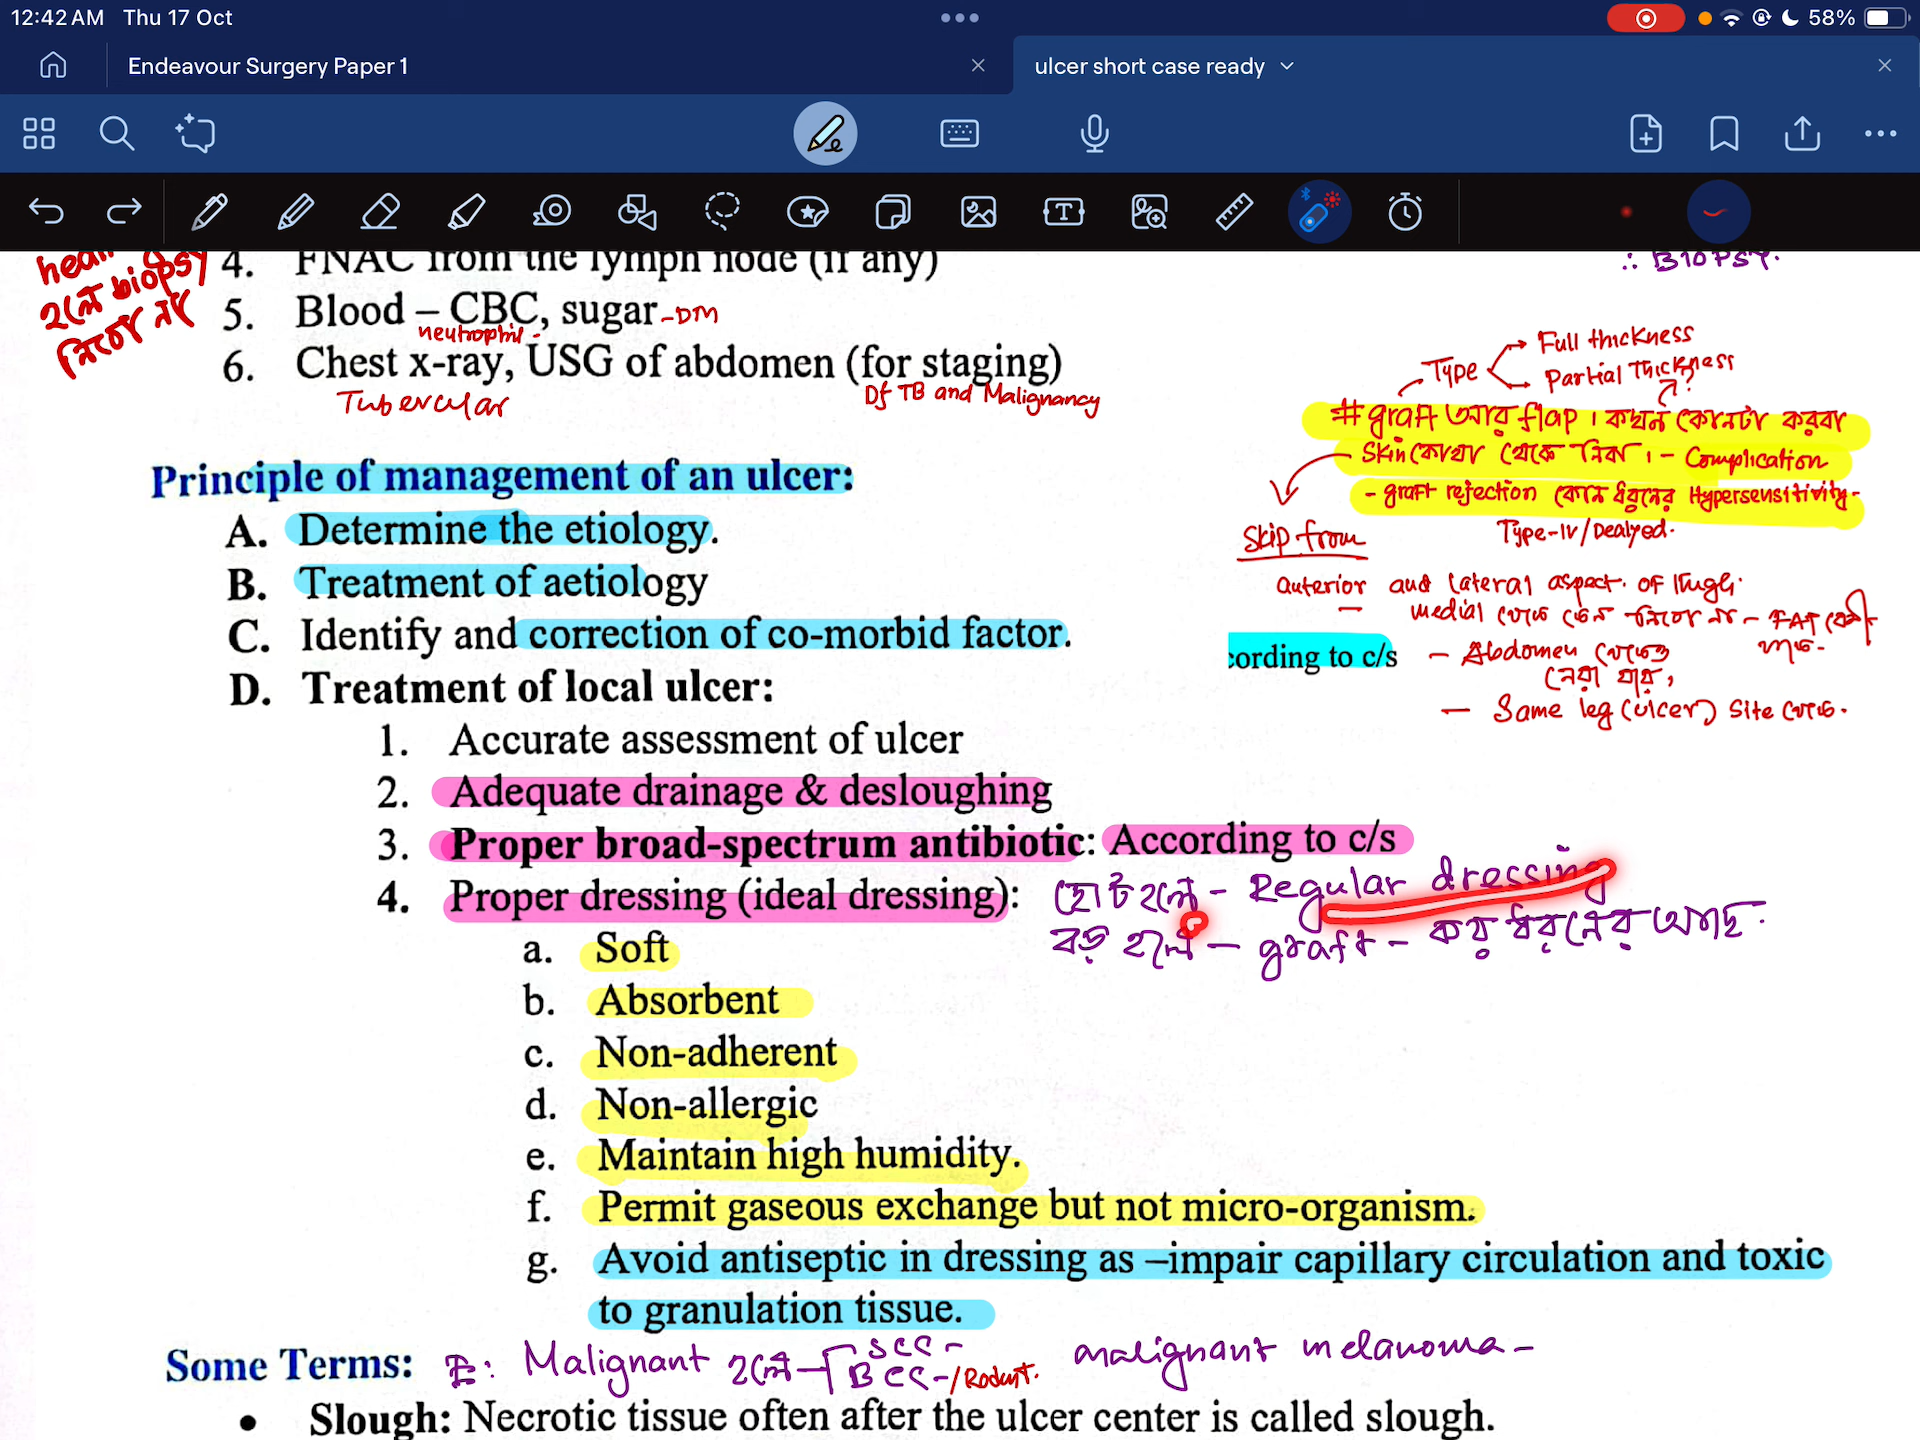 12:42 AM Thu 17 Oct
58%
Endeavour Surgery Paper 1
ulcer short case ready
healing
হলে biopsy
নিবো না
4. FNAC from the lymph node (if any)
∴ Biopsy.
5. Blood – CBC, sugar -DM
neutrophil -
6. Chest x-ray, USG of abdomen (for staging)
Tubercular
Df TB and Malignancy
Type → Full thickness
→ Partial thickness
# graft আর flap । কখন কোনটা করবা
skin কোথা থেকে নিবা । - Complication
- graft rejection কোন ধরনের Hypersensitivity-
Type-IV/Dealyed.
Skip from
anterior and lateral aspect of thigh.
medial থেকে কেন নিবো না - FAT বেশী
থাকে-
- Abdomen থেকেও
নেয়া যায়,
- Same leg (ulcer) site থেকে.
cording to c/s
Principle of management of an ulcer:
A. Determine the etiology.
B. Treatment of aetiology
C. Identify and correction of co-morbid factor.
D. Treatment of local ulcer:
1. Accurate assessment of ulcer
2. Adequate drainage & desloughing
3. Proper broad-spectrum antibiotic: According to c/s
4. Proper dressing (ideal dressing):
ছোট হলে - Regular dressing
বড় হলে - graft - কয় ধরনের আছে.
a. Soft
b. Absorbent
c. Non-adherent
d. Non-allergic
e. Maintain high humidity.
f. Permit gaseous exchange but not micro-organism.
g. Avoid antiseptic in dressing as –impair capillary circulation and toxic
to granulation tissue.
Some Terms: E: Malignant হলে - SCC -
BCC -/Rodent. malignant melanoma -
• Slough: Necrotic tissue often after the ulcer center is called slough.